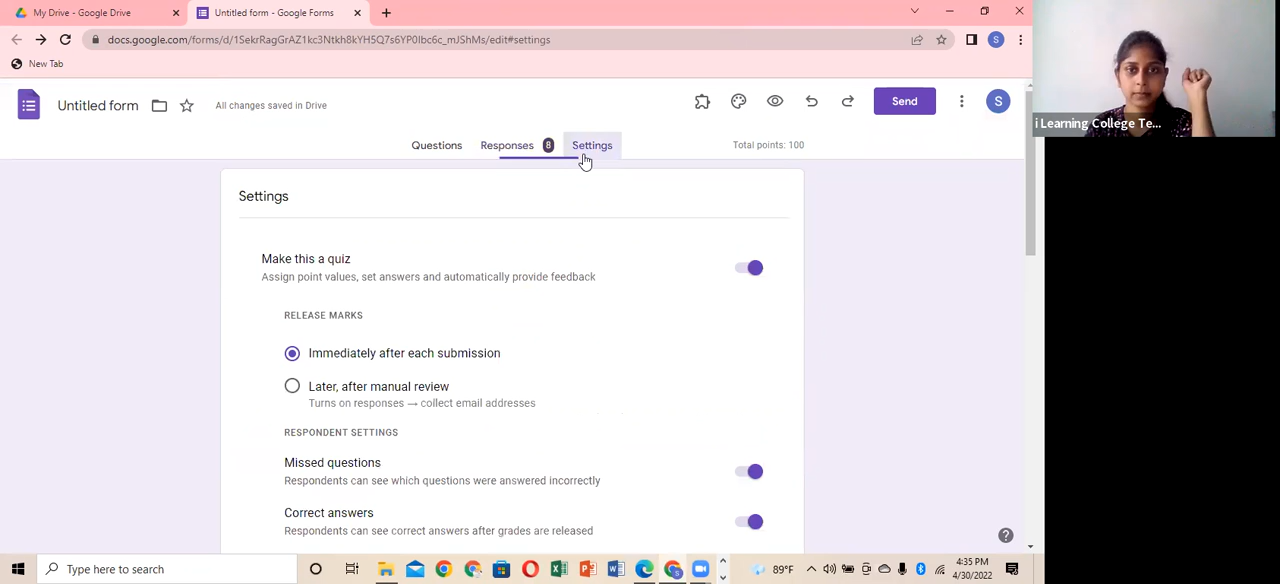 My Drive - Google Drive
Untitled form - Google Forms
docs.google.com/forms/d/1SekrRagGrAZ1kc3Ntkh8kYH5Q7s6YP0Ibc6c_mJShMs/edit#settings
S
New Tab
Untitled form
All changes saved in Drive
Send
S
Questions
Responses 8
Settings
Total points: 100
i Learning College Te...
Settings
Make this a quiz
Assign point values, set answers and automatically provide feedback
RELEASE MARKS
Immediately after each submission
Later, after manual review
Turns on responses → collect email addresses
RESPONDENT SETTINGS
Missed questions
Respondents can see which questions were answered incorrectly
Correct answers
Respondents can see correct answers after grades are released
Type here to search
89°F
4:35 PM
4/30/2022